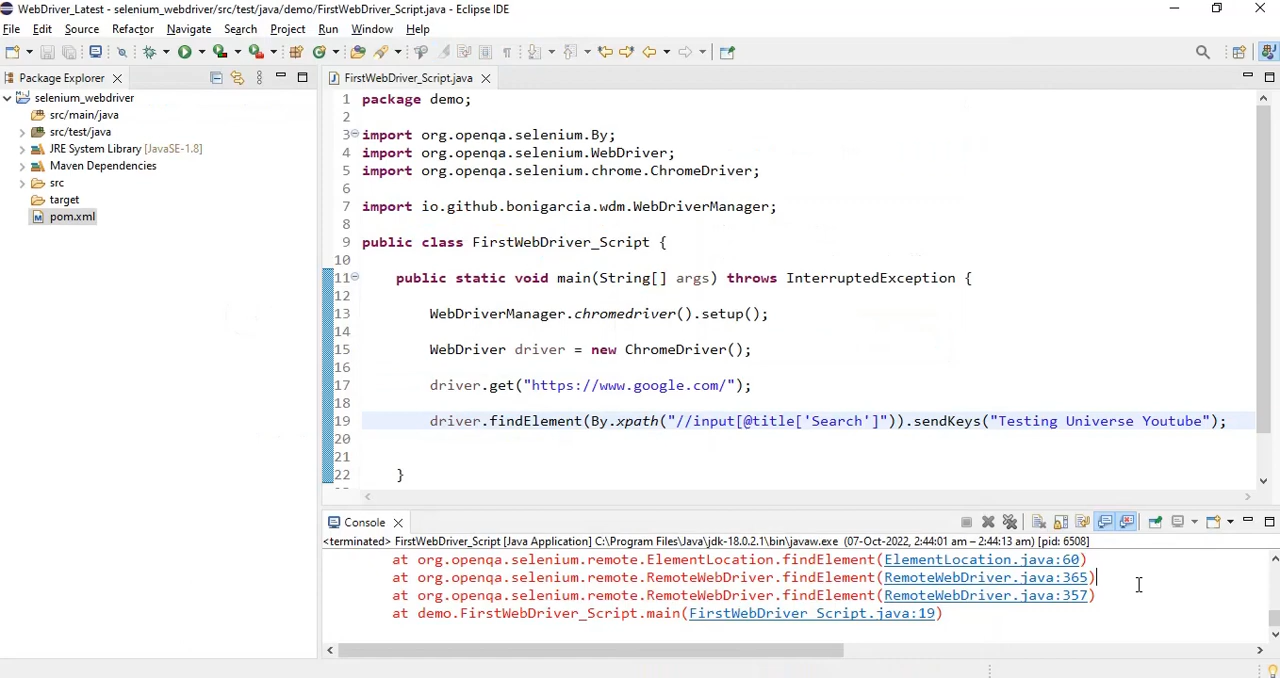 WebDriver_Latest - selenium_webdriver/src/test/java/demo/FirstWebDriver_Script.java - Eclipse IDE
File Edit Source Refactor Navigate Search Project Run Window Help
Package Explorer
selenium_webdriver
src/main/java
src/test/java
JRE System Library [JavaSE-1.8]
Maven Dependencies
src
target
pom.xml
FirstWebDriver_Script.java
1 package demo;
2
3 import org.openqa.selenium.By;
4 import org.openqa.selenium.WebDriver;
5 import org.openqa.selenium.chrome.ChromeDriver;
6
7 import io.github.bonigarcia.wdm.WebDriverManager;
8
9 public class FirstWebDriver_Script {
10
11 public static void main(String[] args) throws InterruptedException {
12
13 WebDriverManager.chromedriver().setup();
14
15 WebDriver driver = new ChromeDriver();
16
17 driver.get("https://www.google.com/");
18
19 driver.findElement(By.xpath("//input[@title['Search']")).sendKeys("Testing Universe Youtube");
20
21
22 }
Console
<terminated> FirstWebDriver_Script [Java Application] C:\Program Files\Java\jdk-18.0.2.1\bin\javaw.exe (07-Oct-2022, 2:44:01 am – 2:44:13 am) [pid: 6508]
at org.openqa.selenium.remote.ElementLocation.findElement(ElementLocation.java:60)
at org.openqa.selenium.remote.RemoteWebDriver.findElement(RemoteWebDriver.java:365)
at org.openqa.selenium.remote.RemoteWebDriver.findElement(RemoteWebDriver.java:357)
at demo.FirstWebDriver_Script.main(FirstWebDriver_Script.java:19)